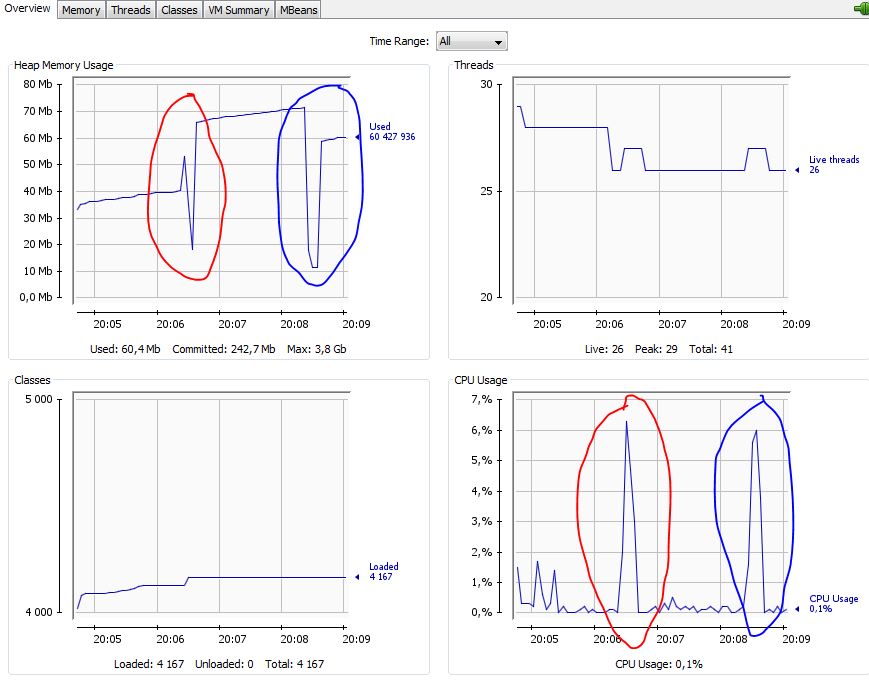 Overview Memory Threads Classes VM Summary MBeans
Time Range: All
Heap Memory Usage
80 Mb
70 Mb
60 Mb
50 Mb
40 Mb
30 Mb
20 Mb
10 Mb
0,0 Mb
Used
60 427 936
20:05 20:06 20:07 20:08 20:09
Used: 60,4 Mb Committed: 242,7 Mb Max: 3,8 Gb
Threads
30
25
20
Live threads
26
20:05 20:06 20:07 20:08 20:09
Live: 26 Peak: 29 Total: 41
Classes
5 000
4 000
Loaded
4 167
20:05 20:06 20:07 20:08 20:09
Loaded: 4 167 Unloaded: 0 Total: 4 167
CPU Usage
7,%
6,%
5,%
4,%
3,%
2,%
1,%
0,%
CPU Usage
0,1%
20:05 20:06 20:07 20:08 20:09
CPU Usage: 0,1%